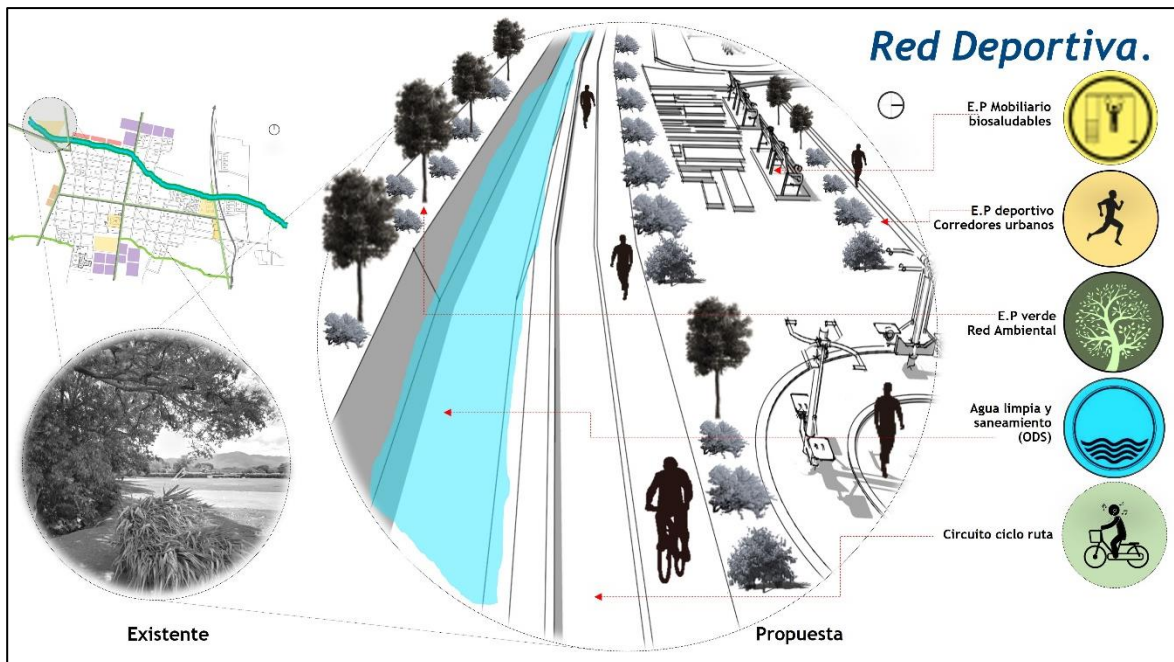 Red Deportiva.
E.P Mobiliario
biosaludables
E.P deportivo
Corredores urbanos
E.P verde
Red Ambiental
Agua limpia y
saneamiento
(ODS)
Circuito ciclo ruta
Existente
Propuesta